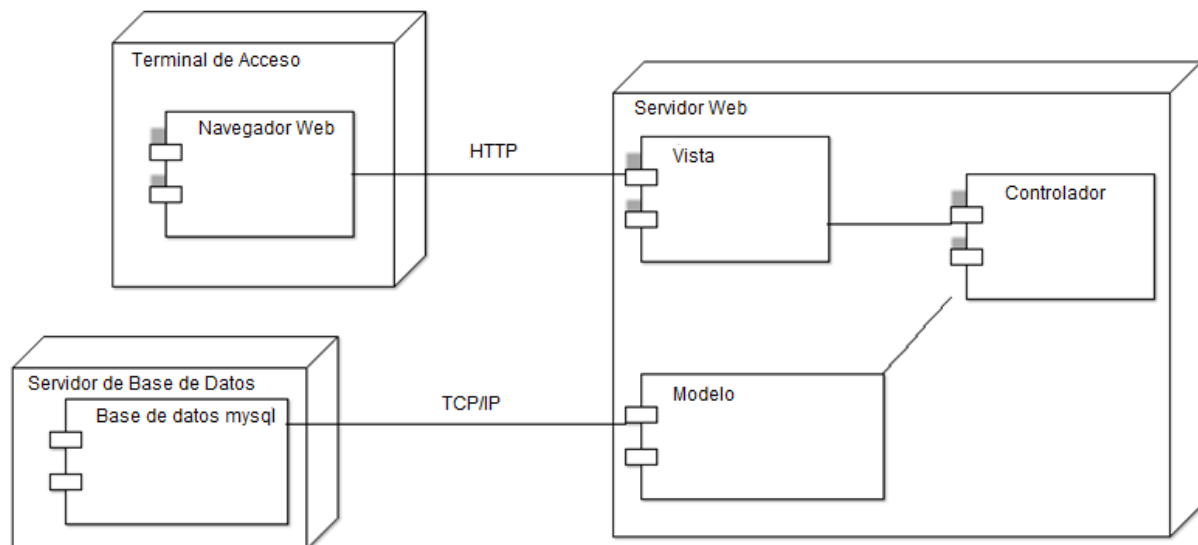 Terminal de Acceso
Navegador Web
HTTP
Servidor Web
Vista
Controlador
Servidor de Base de Datos
Base de datos mysql
TCP/IP
Modelo